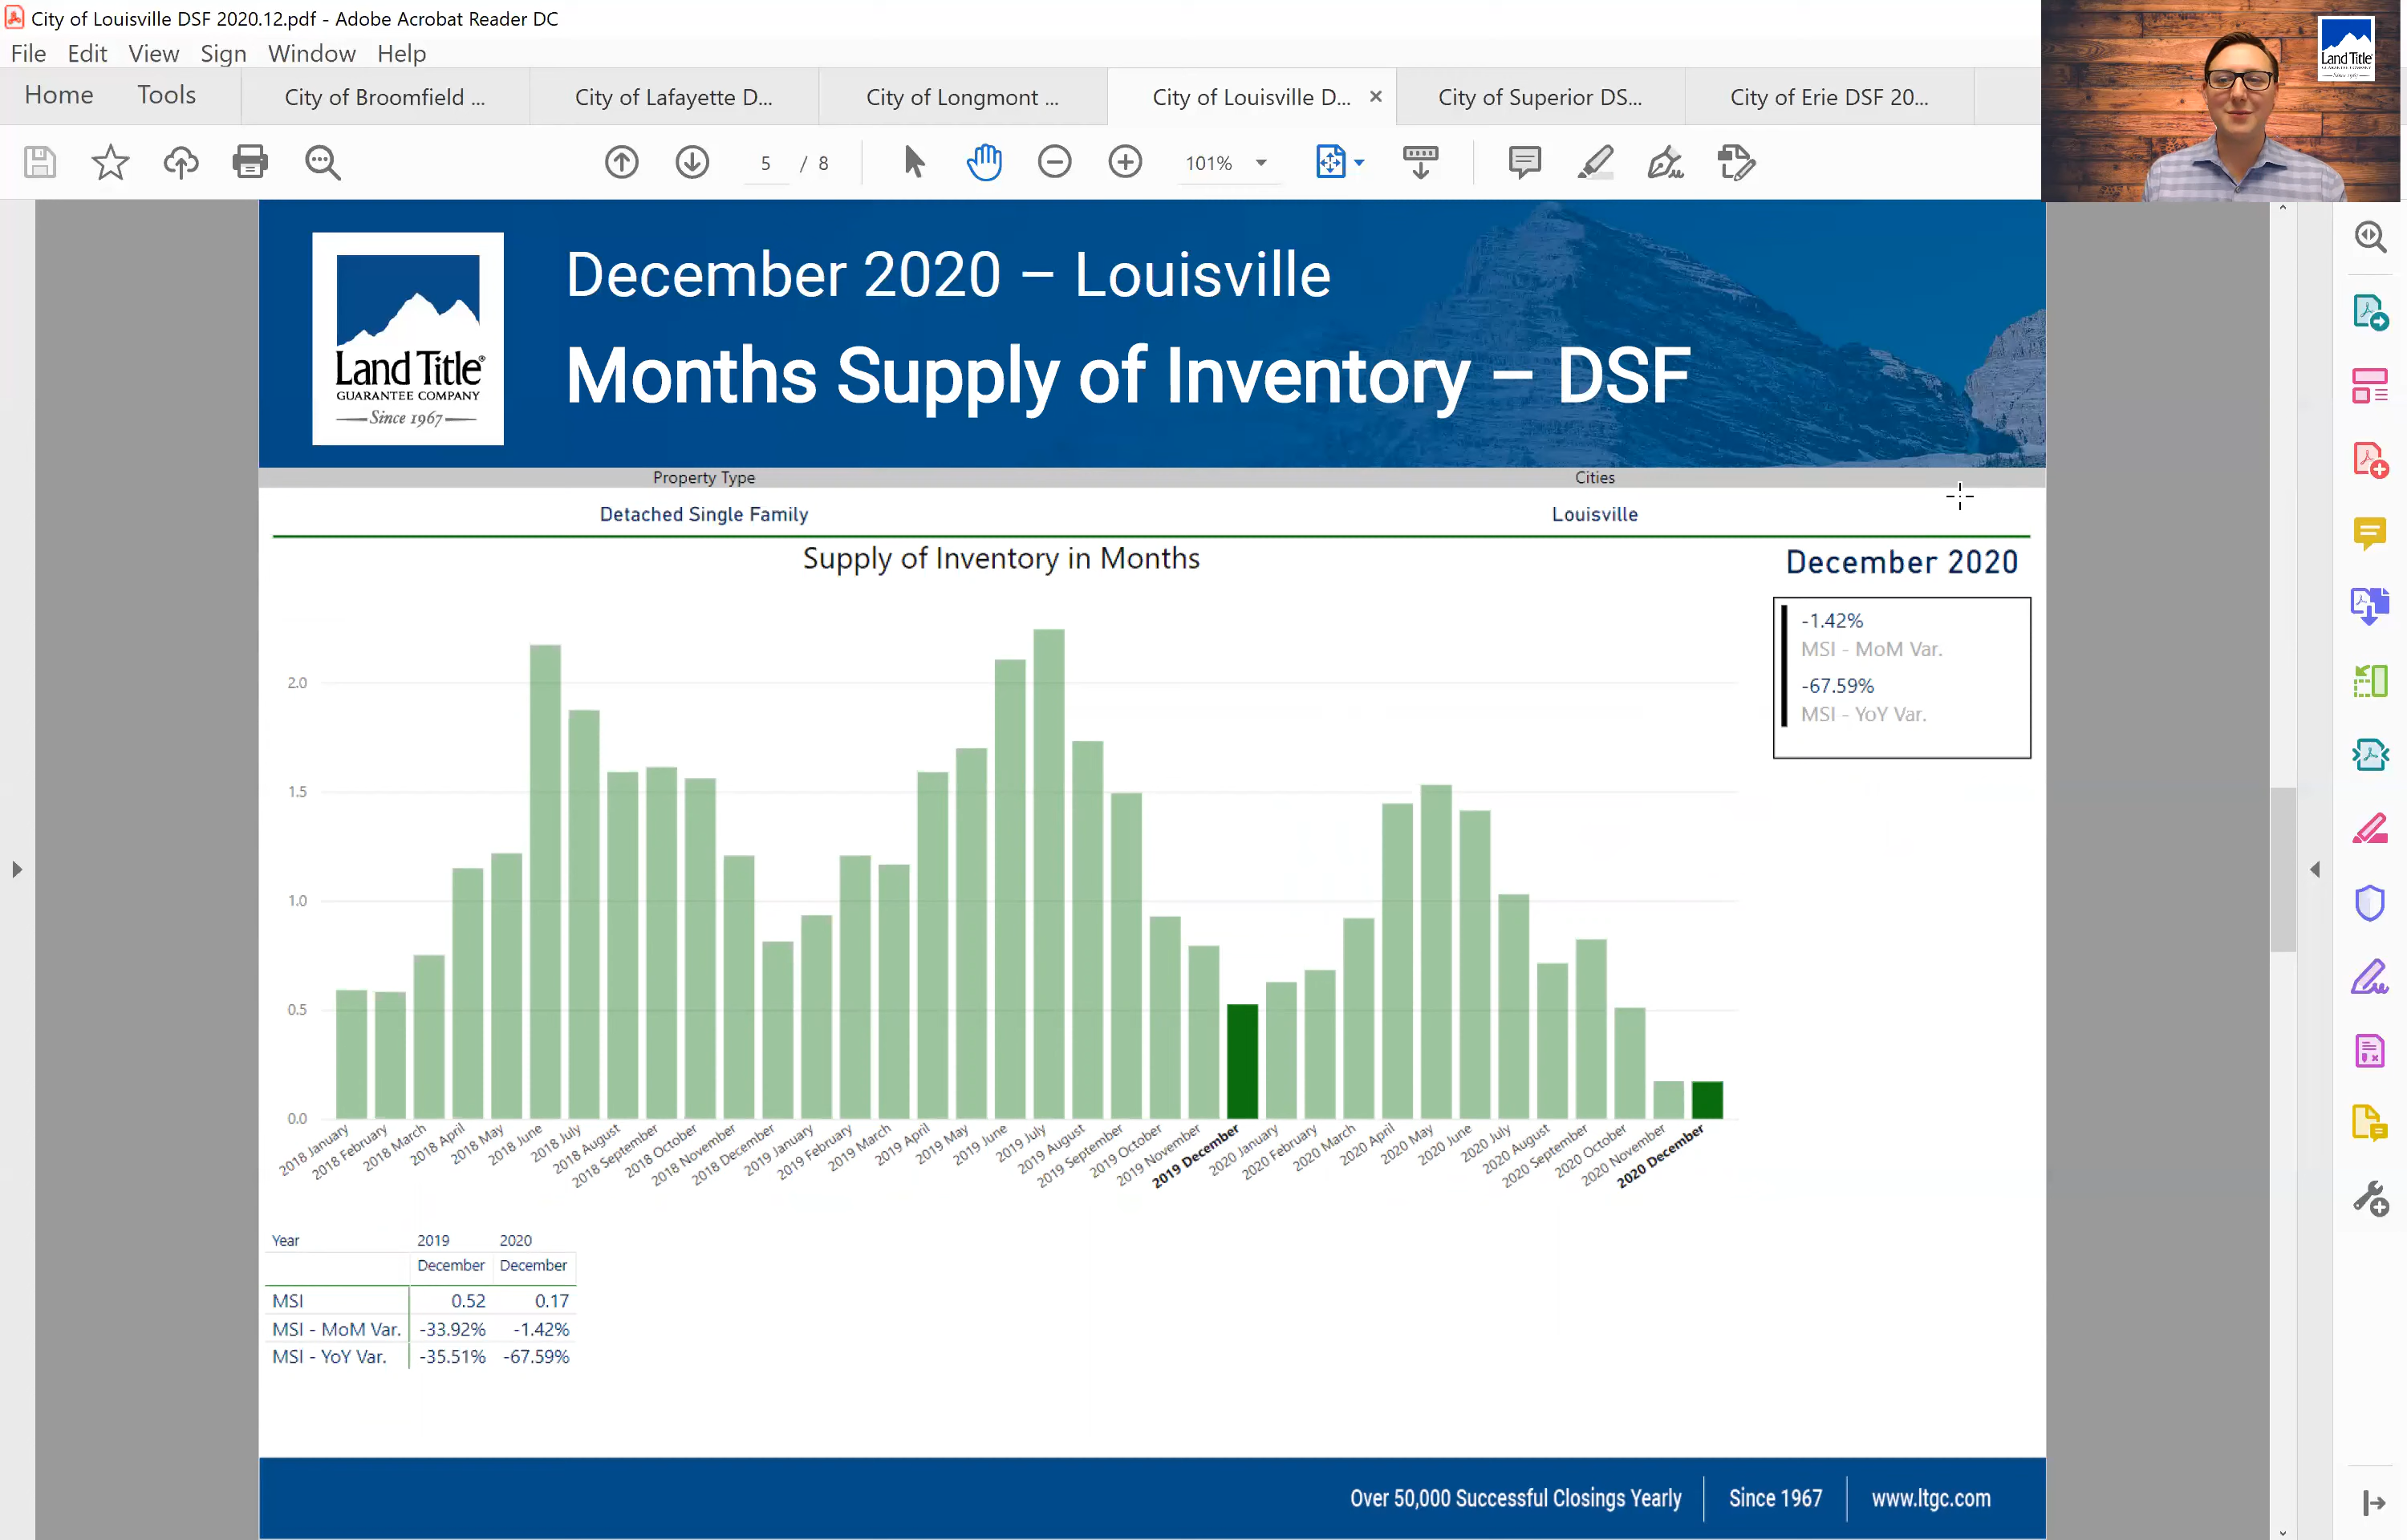 City of Louisville DSF 2020.12.pdf - Adobe Acrobat Reader DC
File Edit View Sign Window Help
Home Tools City of Broomfield ... City of Lafayette D... City of Longmont ... City of Louisville D... × City of Superior DS... City of Erie DSF 20...
5 / 8 101%
Land Title
Since 1967
December 2020 – Louisville
Months Supply of Inventory – DSF
Land Title®
GUARANTEE COMPANY
Since 1967
Property Type Cities
Detached Single Family Louisville
Supply of Inventory in Months
December 2020
-1.42%
MSI - MoM Var.
-67.59%
MSI - YoY Var.
2.0
1.5
1.0
0.5
0.0
2018 January 2018 February 2018 March 2018 April 2018 May 2018 June 2018 July 2018 August 2018 September 2018 October 2018 November 2018 December 2019 January 2019 February 2019 March 2019 April 2019 May 2019 June 2019 July 2019 August 2019 September 2019 October 2019 November 2019 December 2020 January 2020 February 2020 March 2020 April 2020 May 2020 June 2020 July 2020 August 2020 September 2020 October 2020 November 2020 December
Year 2019 2020
December December
MSI 0.52 0.17
MSI - MoM Var. -33.92% -1.42%
MSI - YoY Var. -35.51% -67.59%
Over 50,000 Successful Closings Yearly Since 1967 www.ltgc.com